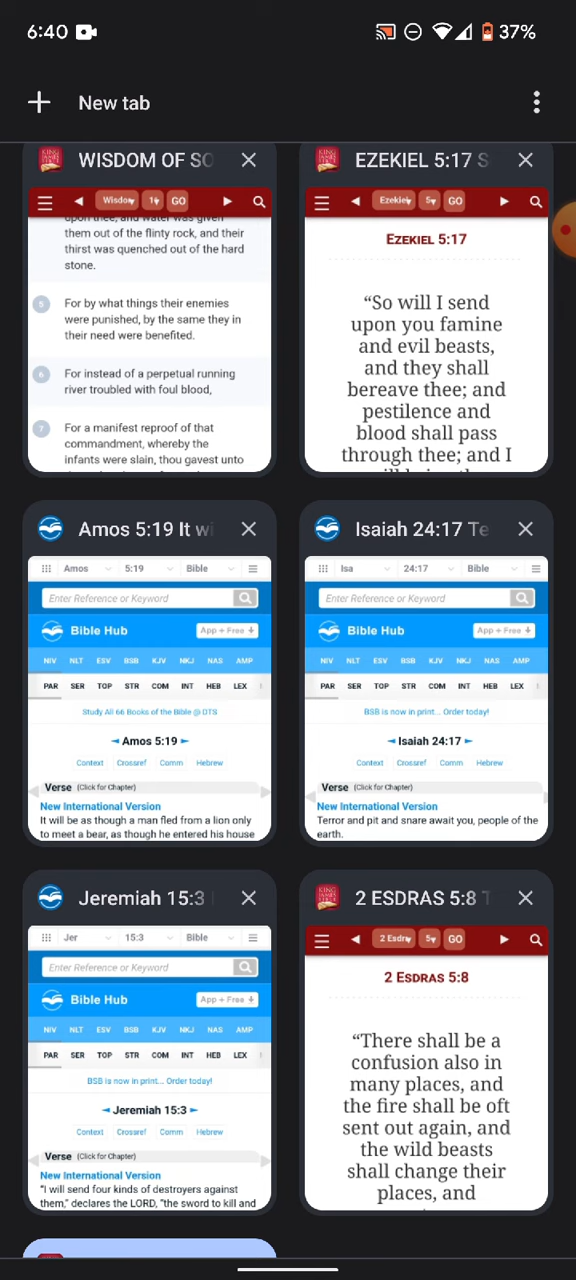 6:40
37%
New tab
WISDOM OF SO
Wisdom
GO
upon thee, and water was given
them out of the flinty rock, and their
thirst was quenched out of the hard
stone.
5 For by what things their enemies
were punished, by the same they in
their need were benefited.
6 For instead of a perpetual running
river troubled with foul blood,
7 For a manifest reproof of that
commandment, whereby the
infants were slain, thou gavest unto
EZEKIEL 5:17 S
Ezekiel
5
GO
EZEKIEL 5:17
“So will I send
upon you famine
and evil beasts,
and they shall
bereave thee; and
pestilence and
blood shall pass
through thee; and I
Amos 5:19 It wi
Amos 5:19 Bible
Enter Reference or Keyword
Bible Hub
App + Free
NIV NLT ESV BSB KJV NKJ NAS AMP
PAR SER TOP STR COM INT HEB LEX
Study All 66 Books of the Bible @ DTS
Amos 5:19
Context Crossref Comm Hebrew
Verse (Click for Chapter)
New International Version
It will be as though a man fled from a lion only
to meet a bear, as though he entered his house
Isaiah 24:17 Te
Isa 24:17 Bible
Enter Reference or Keyword
Bible Hub
App + Free
NIV NLT ESV BSB KJV NKJ NAS AMP
PAR SER TOP STR COM INT HEB LEX
BSB is now in print... Order today!
Isaiah 24:17
Context Crossref Comm Hebrew
Verse (Click for Chapter)
New International Version
Terror and pit and snare await you, people of the
earth.
Jeremiah 15:3
Jer 15:3 Bible
Enter Reference or Keyword
Bible Hub
App + Free
NIV NLT ESV BSB KJV NKJ NAS AMP
PAR SER TOP STR COM INT HEB LEX
BSB is now in print... Order today!
Jeremiah 15:3
Context Crossref Comm Hebrew
Verse (Click for Chapter)
New International Version
“I will send four kinds of destroyers against
them,” declares the LORD, “the sword to kill and
2 ESDRAS 5:8 T
2 Esdra
5
GO
2 ESDRAS 5:8
“There shall be a
confusion also in
many places, and
the fire shall be oft
sent out again, and
the wild beasts
shall change their
places, and